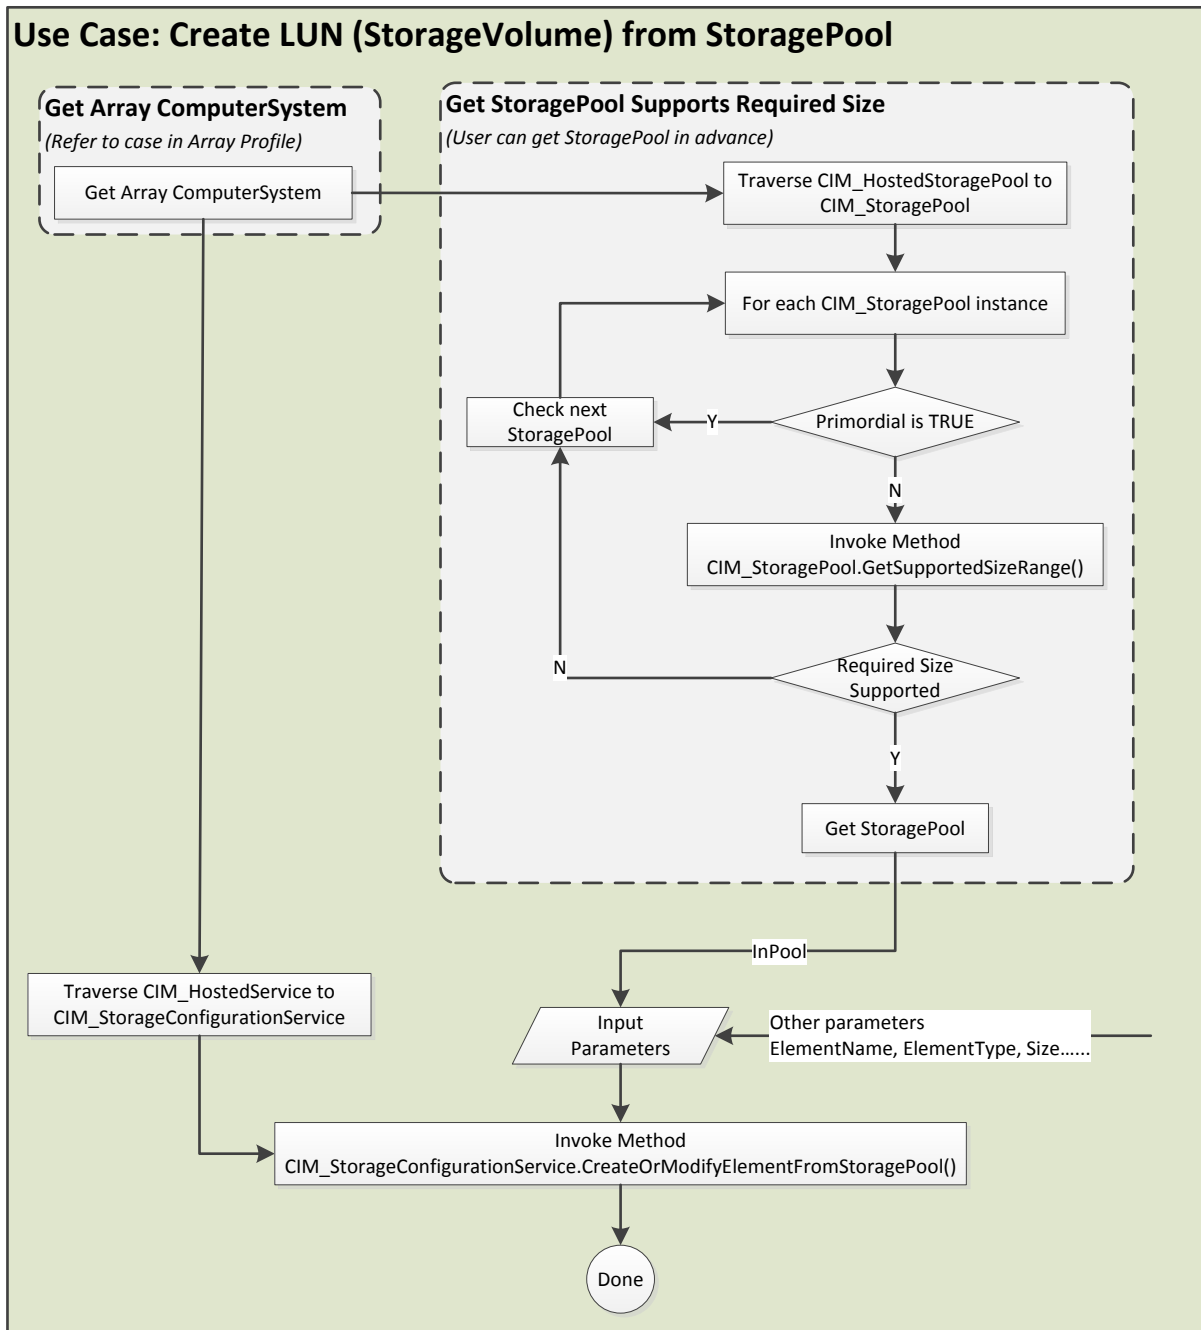 Use Case: Create LUN (StorageVolume) from StoragePool
Get Array ComputerSystem
(Refer to case in Array Profile)
Get Array ComputerSystem
Get StoragePool Supports Required Size
(User can get StoragePool in advance)
Traverse CIM_HostedStoragePool to
CIM_StoragePool
For each CIM_StoragePool instance
Check next
StoragePool
Y
Primordial is TRUE
N
Invoke Method
CIM_StoragePool.GetSupportedSizeRange()
N
Required Size
Supported
Y
Get StoragePool
InPool
Traverse CIM_HostedService to
CIM_StorageConfigurationService
Input
Parameters
Other parameters
ElementName, ElementType, Size…...
Invoke Method
CIM_StorageConfigurationService.CreateOrModifyElementFromStoragePool()
Done